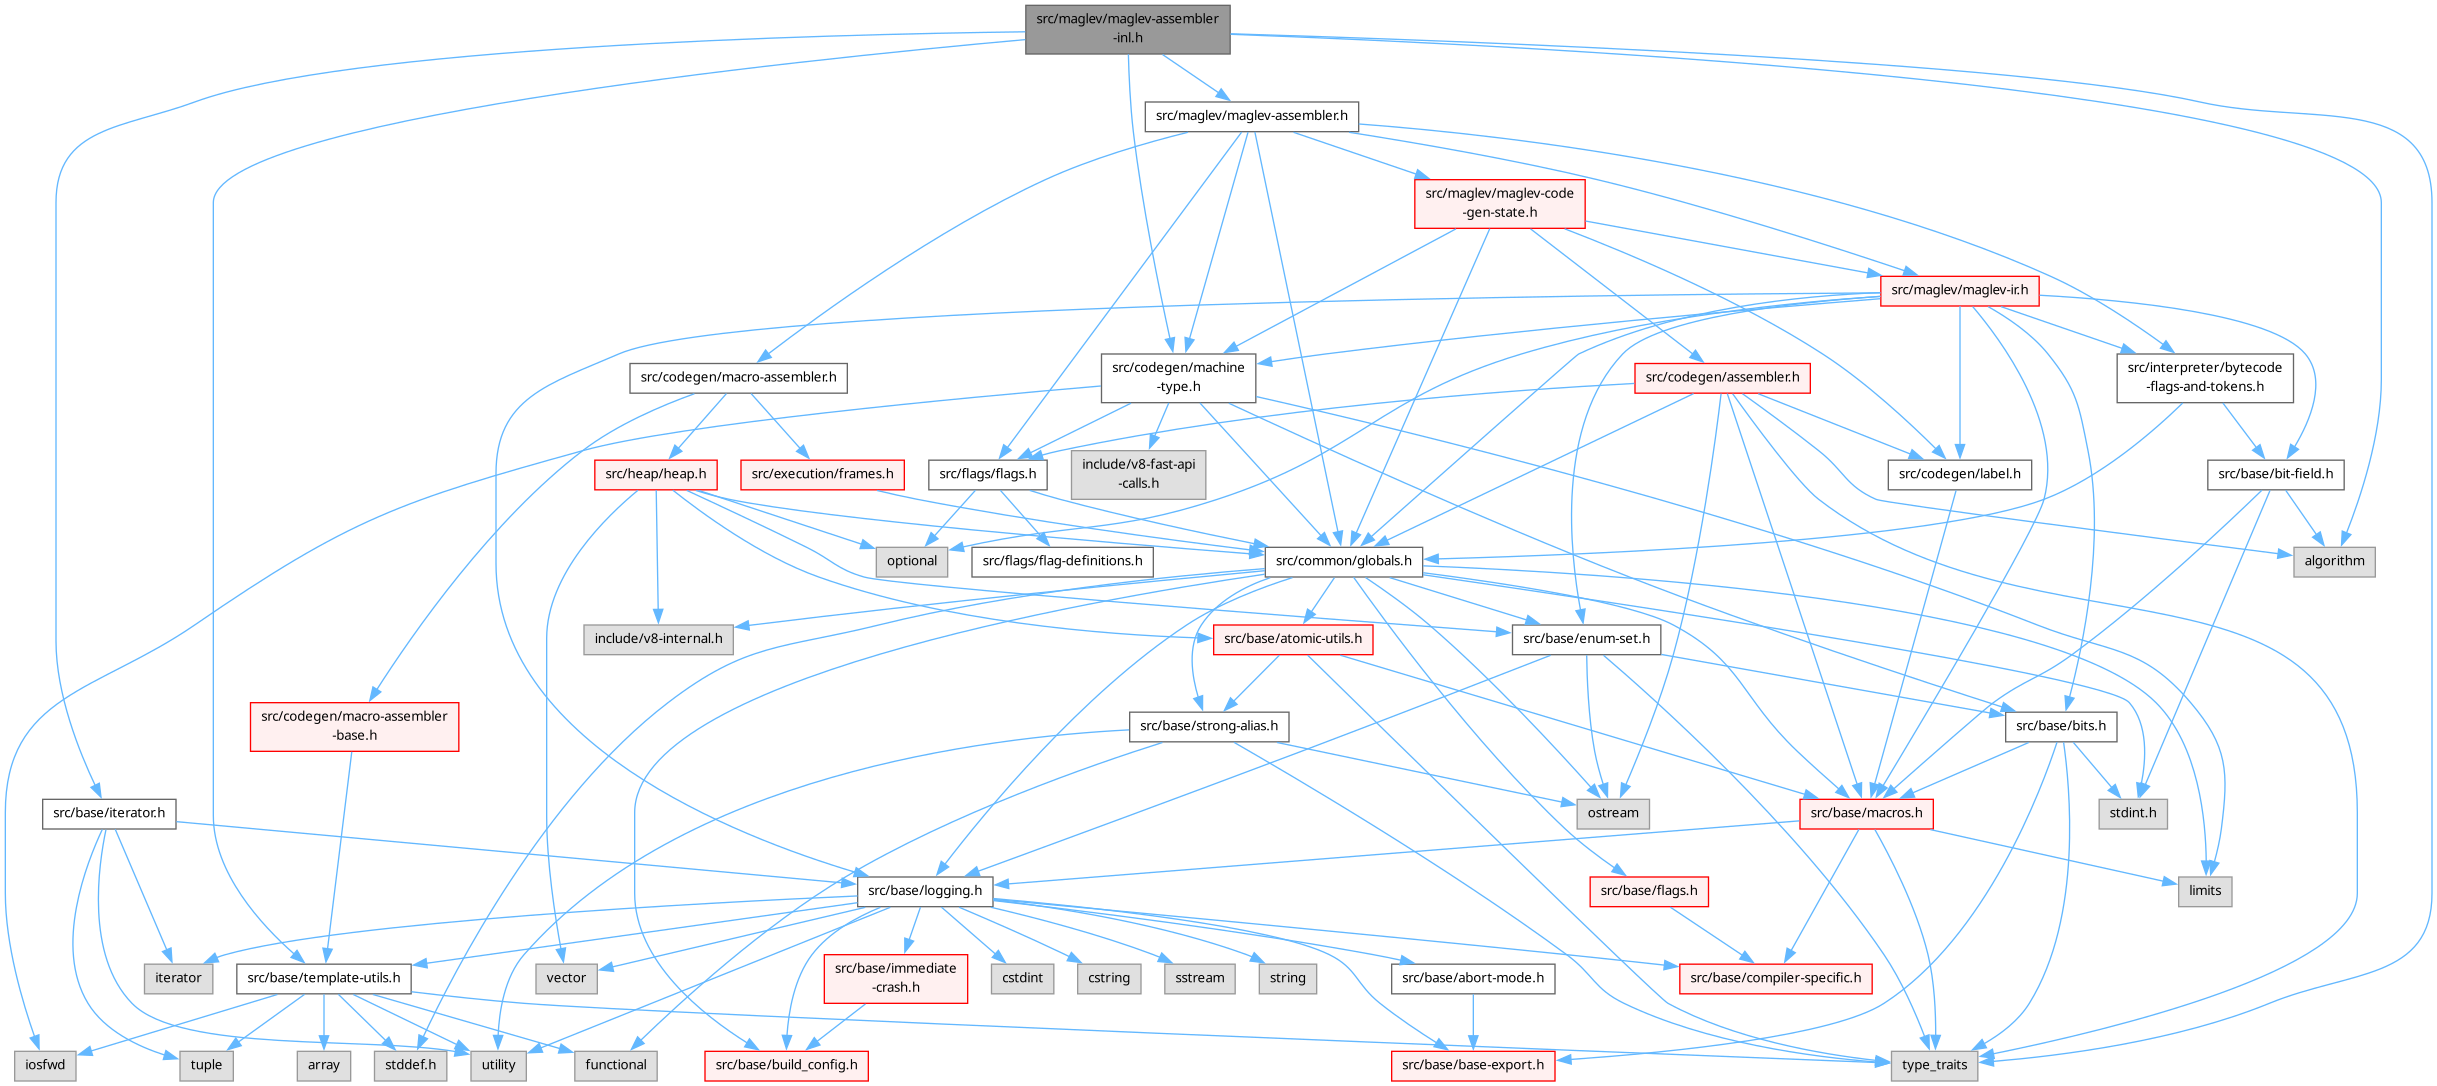 src/maglev/maglev-assembler
-inl.h
src/maglev/maglev-assembler.h
src/maglev/maglev-code
-gen-state.h
src/maglev/maglev-ir.h
src/codegen/macro-assembler.h
src/codegen/machine
-type.h
src/codegen/assembler.h
src/interpreter/bytecode
-flags-and-tokens.h
src/heap/heap.h
src/execution/frames.h
src/flags/flags.h
include/v8-fast-api
-calls.h
src/codegen/label.h
src/base/bit-field.h
optional
src/flags/flag-definitions.h
src/common/globals.h
algorithm
include/v8-internal.h
src/base/atomic-utils.h
src/base/enum-set.h
src/codegen/macro-assembler
-base.h
src/base/strong-alias.h
src/base/bits.h
src/base/iterator.h
ostream
src/base/macros.h
stdint.h
src/base/logging.h
src/base/flags.h
limits
iterator
src/base/template-utils.h
vector
src/base/immediate
-crash.h
cstdint
cstring
sstream
string
src/base/abort-mode.h
src/base/compiler-specific.h
iosfwd
tuple
array
stddef.h
utility
functional
src/base/build_config.h
src/base/base-export.h
type_traits